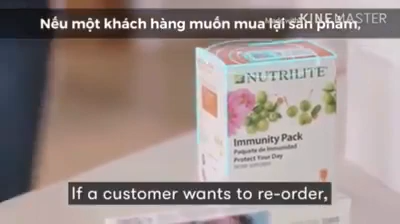 Nếu một khách hàng muốn mua lại sản phẩm,
KINEMASTER
NUTRILITE
Immunity Pack
Paquete de Inmunidad
Protect Your Day
If a customer wants to re-order,